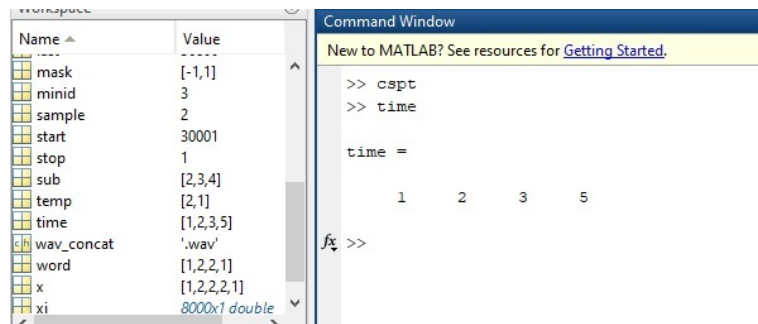 Workspace
Name Value
mask [-1,1]
minid 3
sample 2
start 30001
stop 1
sub [2,3,4]
temp [2,1]
time [1,2,3,5]
wav_concat '.wav'
word [1,2,2,1]
x [1,2,2,2,1]
xi 8000x1 double
Command Window
New to MATLAB? See resources for Getting Started.
>> cspt
>> time
time =
1 2 3 5
fx >>